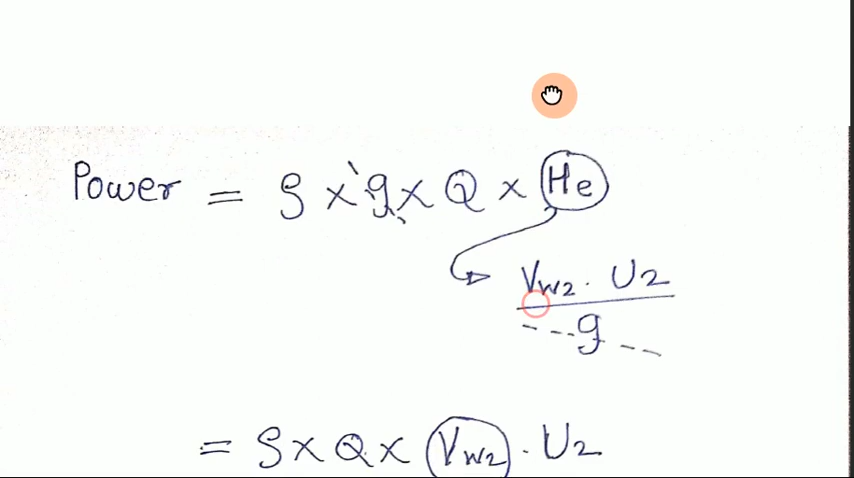 Power = ρ × g × Q × He
Vw2 . U2
g
= ρ × Q × Vw2 . U2